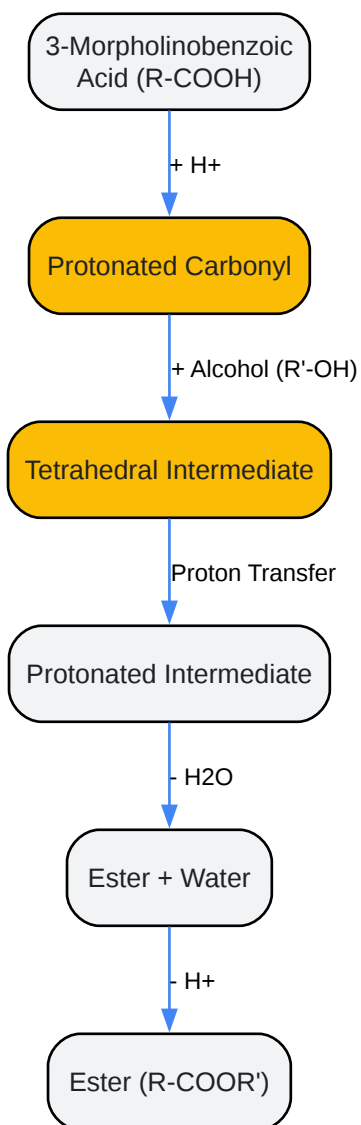 3-Morpholinobenzoic
Acid (R-COOH)
+ H+
Protonated Carbonyl
+ Alcohol (R'-OH)
Tetrahedral Intermediate
Proton Transfer
Protonated Intermediate
- H2O
Ester + Water
- H+
Ester (R-COOR')